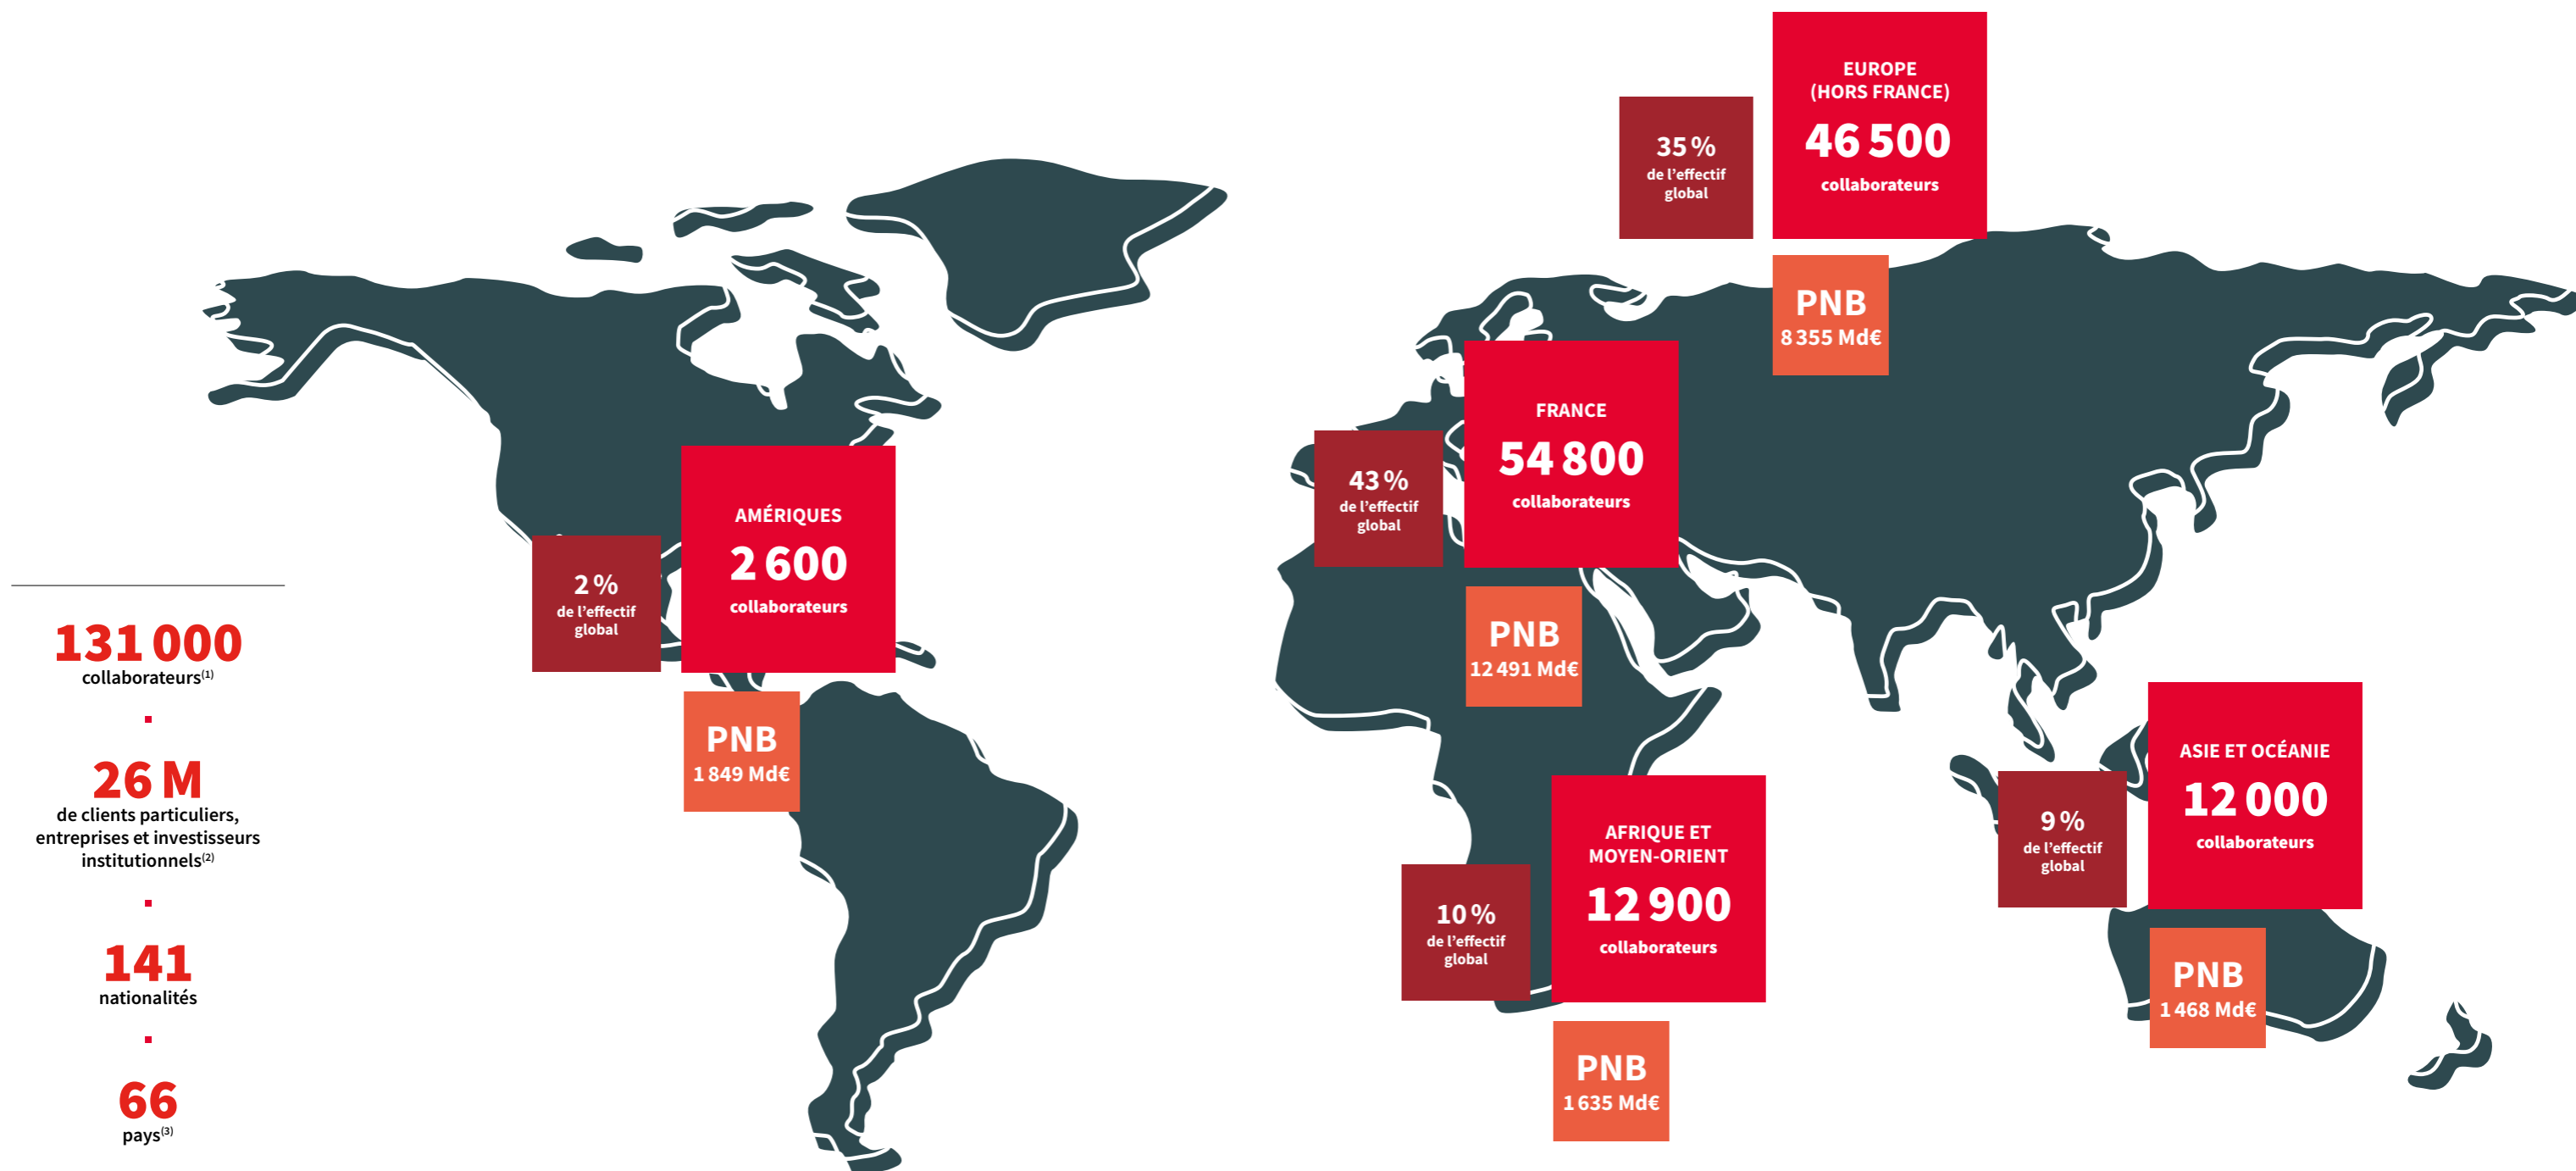 131 000
collaborateurs(1)
26 M
de clients particuliers,
entreprises et investisseurs
institutionnels(2)
141
nationalités
66
pays(3)
AMÉRIQUES
2 600
collaborateurs
2 %
de l’effectif
global
PNB
1 849 Md€
EUROPE
(HORS FRANCE)
46 500
collaborateurs
35 %
de l’effectif
global
PNB
8 355 Md€
FRANCE
54 800
collaborateurs
43 %
de l’effectif
global
PNB
12 491 Md€
AFRIQUE ET
MOYEN-ORIENT
12 900
collaborateurs
10 %
de l’effectif
global
PNB
1 635 Md€
ASIE ET OCÉANIE
12 000
collaborateurs
9 %
de l’effectif
global
PNB
1 468 Md€